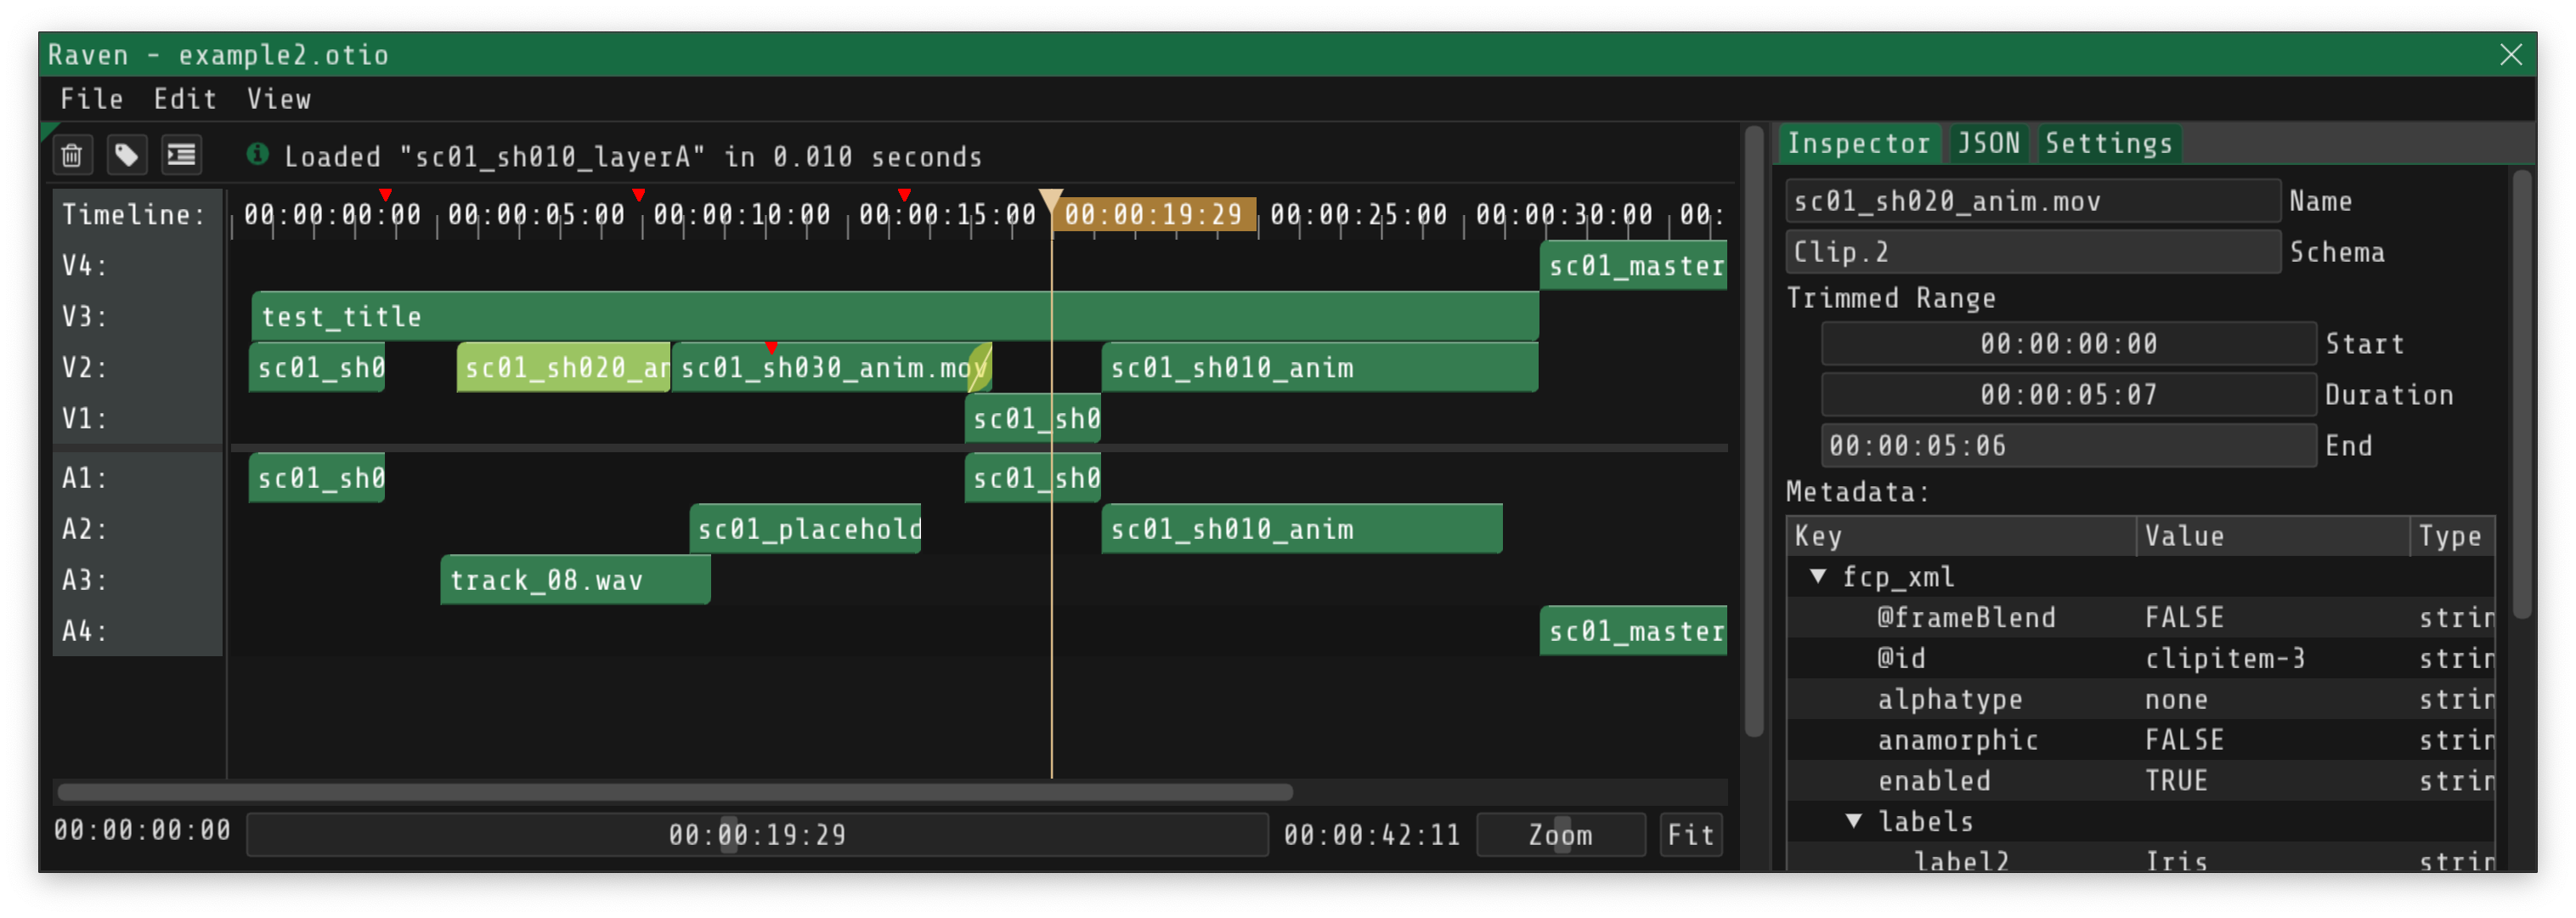 Raven - example2.otio
File Edit View
Loaded "sc01_sh010_layerA" in 0.010 seconds
Timeline: 00:00:00:00 00:00:05:00 00:00:10:00 00:00:15:00 00:00:19:29 00:00:25:00 00:00:30:00 00:
V4: sc01_master
V3: test_title
V2: sc01_sh0 sc01_sh020_an sc01_sh030_anim.mov sc01_sh010_anim
V1: sc01_sh0
A1: sc01_sh0 sc01_sh0
A2: sc01_placehold sc01_sh010_anim
A3: track_08.wav
A4: sc01_master
00:00:00:00 00:00:19:29 00:00:42:11 Zoom Fit
Inspector JSON Settings
sc01_sh020_anim.mov Name
Clip.2 Schema
Trimmed Range
00:00:00:00 Start
00:00:05:07 Duration
00:00:05:06 End
Metadata:
Key Value Type
fcp_xml
@frameBlend FALSE strin
@id clipitem-3 strin
alphatype none strin
anamorphic FALSE strin
enabled TRUE strin
labels
label2 Iris strin